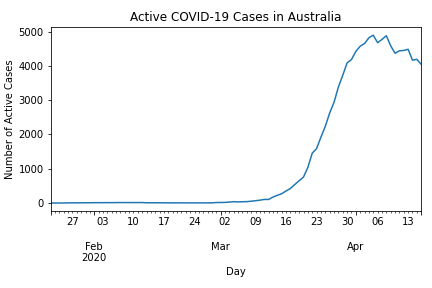 Active COVID-19 Cases in Australia
Number of Active Cases
5000
4000
3000
2000
1000
0
27 03 10 17 24 02 09 16 23 30 06 13
Feb Mar Apr
2020
Day